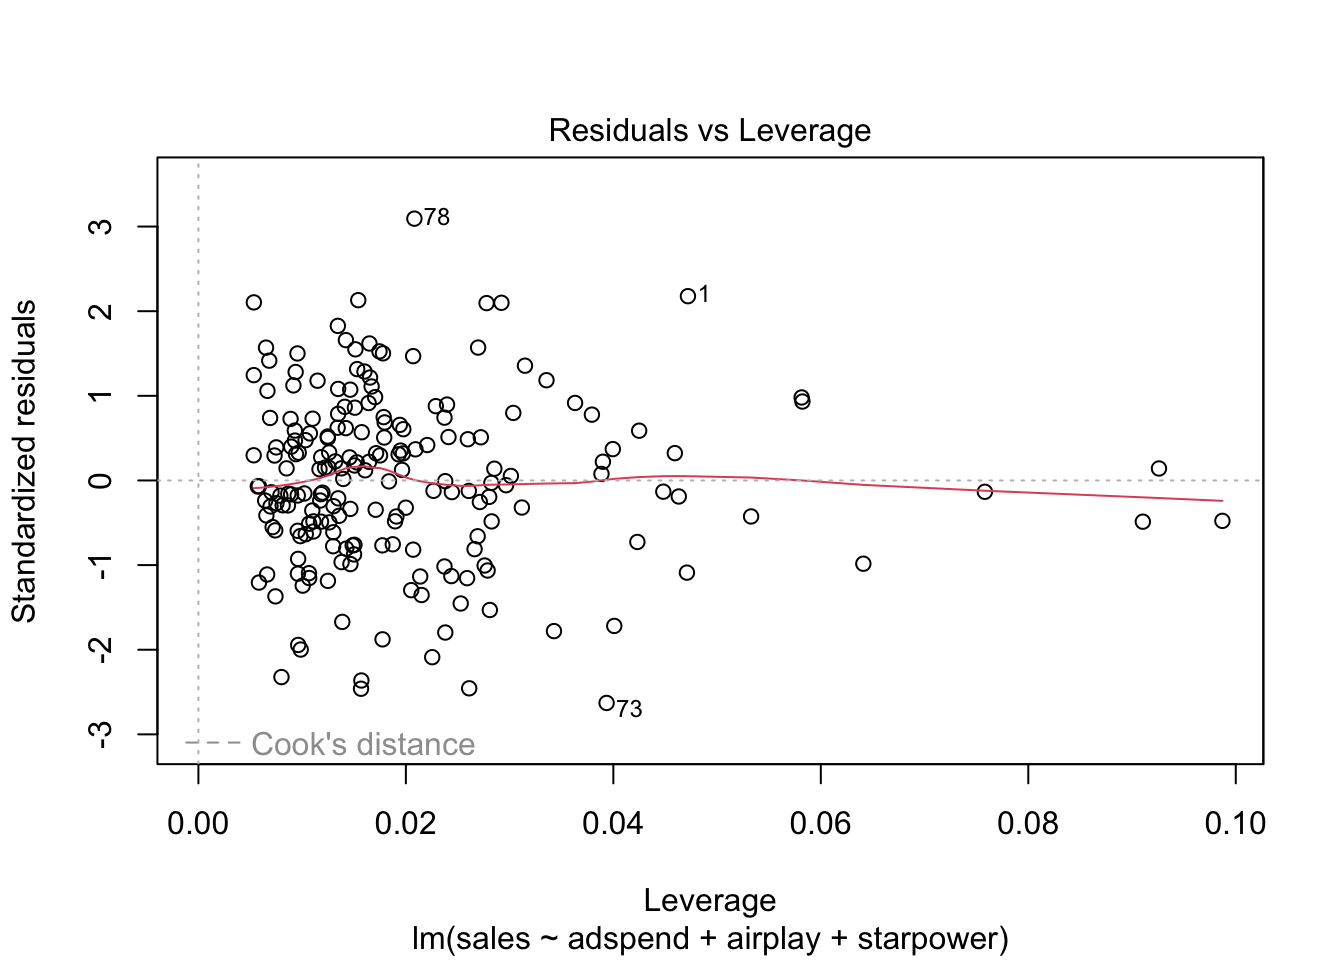 Residuals vs Leverage
Standardized residuals
3
2
1
0
-1
-2
-3
78
1
73
Cook's distance
0.00 0.02 0.04 0.06 0.08 0.10
Leverage
lm(sales ~ adspend + airplay + starpower)